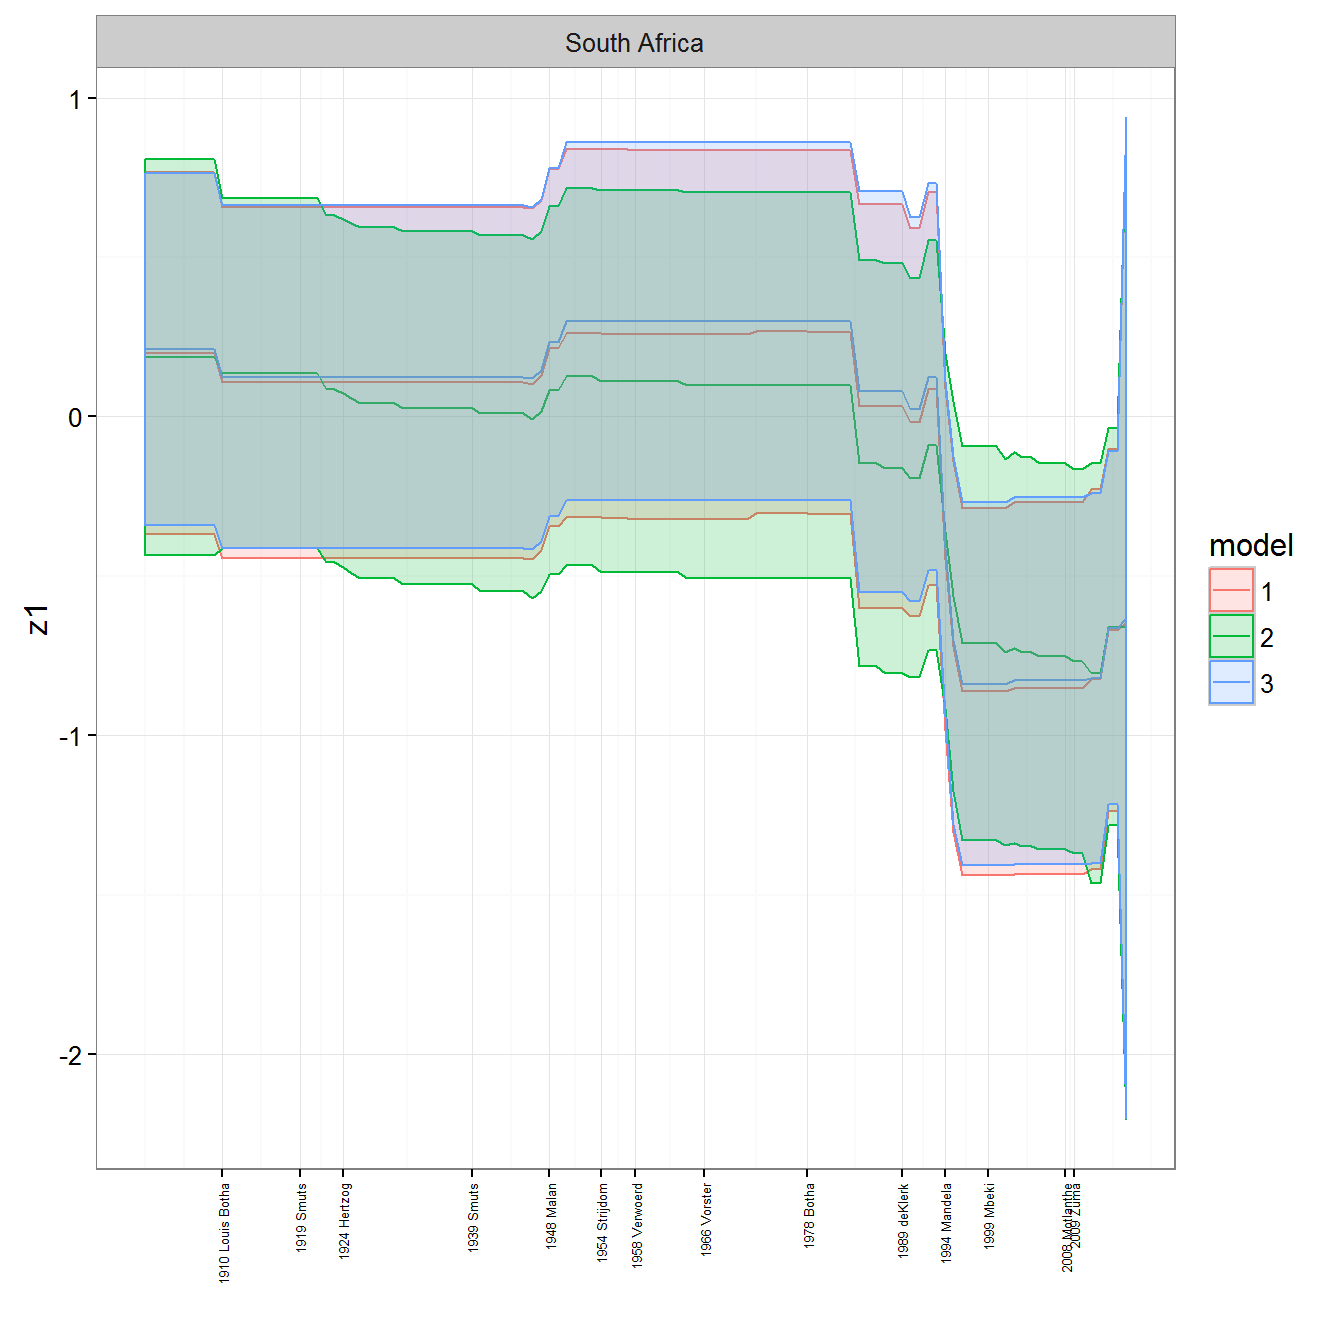 South Africa
1
0
-1
-2
z1
1910 Louis Botha
1919 Smuts
1924 Hertzog
1939 Smuts
1948 Malan
1954 Strijdom
1958 Verwoerd
1966 Vorster
1978 Botha
1989 deKlerk
1994 Mandela
1999 Mbeki
2008 Motlanthe
2009 Zuma
model
1
2
3